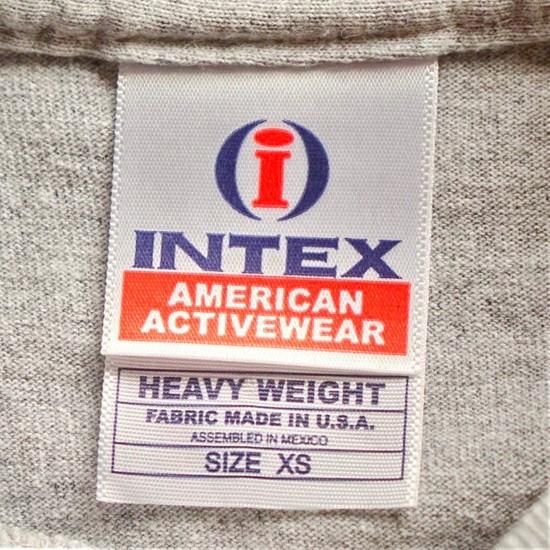 i
INTEX
AMERICAN
ACTIVEWEAR
HEAVY WEIGHT
FABRIC MADE IN U.S.A.
ASSEMBLED IN MEXICO
SIZE XS